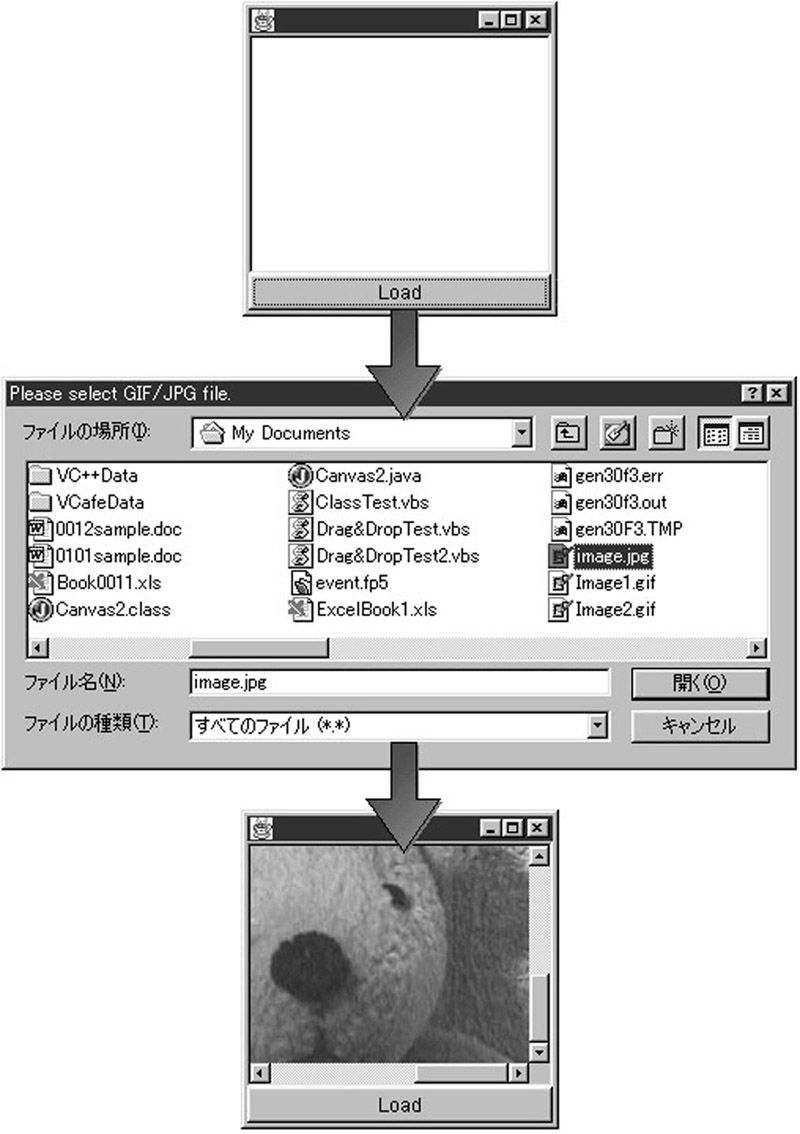 Load
Please select GIF/JPG file.
ファイルの場所(I):
My Documents
VC++Data
VCafeData
0012sample.doc
0101sample.doc
Book0011.xls
Canvas2.class
Canvas2.java
ClassTest.vbs
Drag&DropTest.vbs
Drag&DropTest2.vbs
event.fp5
ExcelBook1.xls
gen30f3.err
gen30f3.out
gen30F3.TMP
image.jpg
Image1.gif
Image2.gif
ファイル名(N):
image.jpg
開く(O)
ファイルの種類(T):
すべてのファイル (*.*)
キャンセル
Load